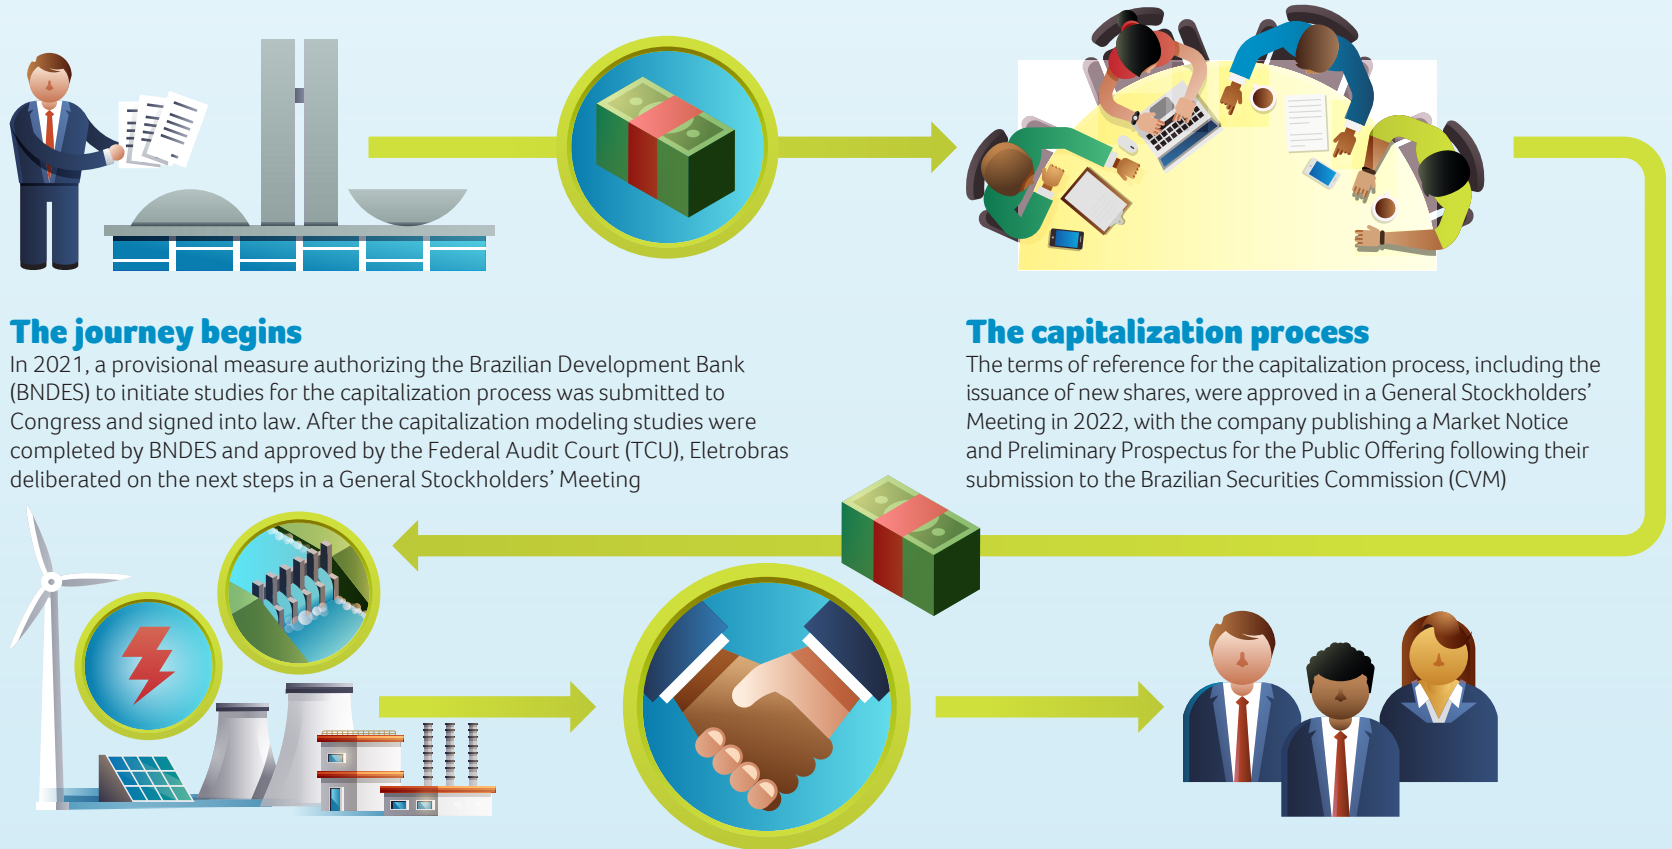 The journey begins
In 2021, a provisional measure authorizing the Brazilian Development Bank
(BNDES) to initiate studies for the capitalization process was submitted to
Congress and signed into law. After the capitalization modeling studies were
completed by BNDES and approved by the Federal Audit Court (TCU), Eletrobras
deliberated on the next steps in a General Stockholders’ Meeting
The capitalization process
The terms of reference for the capitalization process, including the
issuance of new shares, were approved in a General Stockholders’
Meeting in 2022, with the company publishing a Market Notice
and Preliminary Prospectus for the Public Offering following their
submission to the Brazilian Securities Commission (CVM)